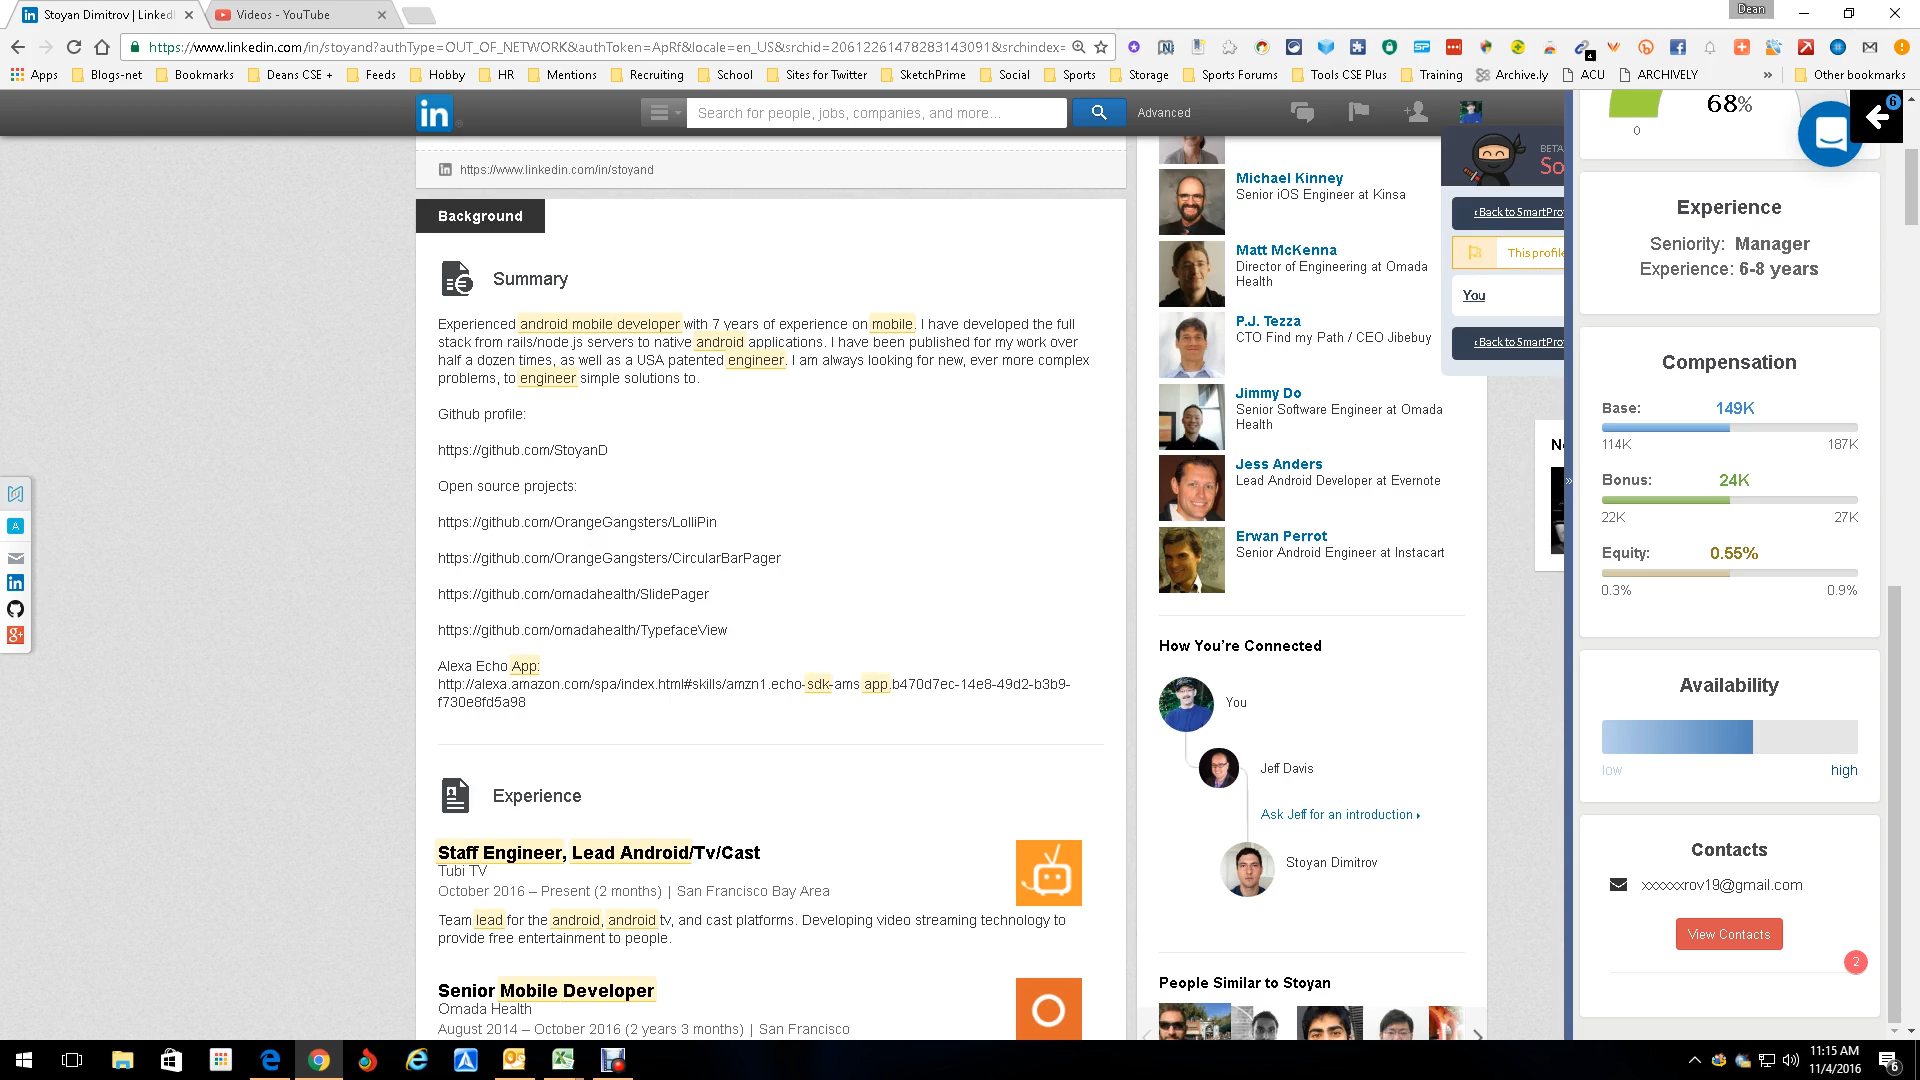 Stoyan Dimitrov | Linked
Videos - YouTube
Dean
https://www.linkedin.com/in/stoyand?authType=OUT_OF_NETWORK&authToken=ApRf&locale=en_US&srchid=20612261478283143091&srchindex=
Apps
Blogs-net
Bookmarks
Deans CSE +
Feeds
Hobby
HR
Mentions
Recruiting
School
Sites for Twitter
SketchPrime
Social
Sports
Storage
Sports Forums
Tools CSE Plus
Training
Archive.ly
ACU
ARCHIVELY
»
Other bookmarks
in
Search for people, jobs, companies, and more...
Advanced
https://www.linkedin.com/in/stoyand
Background
Summary
Experienced android mobile developer with 7 years of experience on mobile. I have developed the full
stack from rails/node.js servers to native android applications. I have been published for my work over
half a dozen times, as well as a USA patented engineer. I am always looking for new, ever more complex
problems, to engineer simple solutions to.
Github profile:
https://github.com/StoyanD
Open source projects:
https://github.com/OrangeGangsters/LolliPin
https://github.com/OrangeGangsters/CircularBarPager
https://github.com/omadahealth/SlidePager
https://github.com/omadahealth/TypefaceView
Alexa Echo App:
http://alexa.amazon.com/spa/index.html#skills/amzn1.echo-sdk-ams.app.b470d7ec-14e8-49d2-b3b9-
f730e8fd5a98
Experience
Staff Engineer, Lead Android/Tv/Cast
Tubi TV
October 2016 – Present (2 months) | San Francisco Bay Area
Team lead for the android, android tv, and cast platforms. Developing video streaming technology to
provide free entertainment to people.
Senior Mobile Developer
Omada Health
August 2014 – October 2016 (2 years 3 months) | San Francisco
Michael Kinney
Senior iOS Engineer at Kinsa
Matt McKenna
Director of Engineering at Omada
Health
P.J. Tezza
CTO Find my Path / CEO Jibebuy
Jimmy Do
Senior Software Engineer at Omada
Health
Jess Anders
Lead Android Developer at Evernote
Erwan Perrot
Senior Android Engineer at Instacart
How You're Connected
You
Jeff Davis
Ask Jeff for an introduction
Stoyan Dimitrov
People Similar to Stoyan
BETA
So
‹ Back to SmartPro
This profile
You
‹ Back to SmartPro
»
68%
0
6
Experience
Seniority: Manager
Experience: 6-8 years
Compensation
Base: 149K
114K 187K
Bonus: 24K
22K 27K
Equity: 0.55%
0.3% 0.9%
Availability
low high
Contacts
xxxxxxrov19@gmail.com
View Contacts
2
11:15 AM
11/4/2016
6